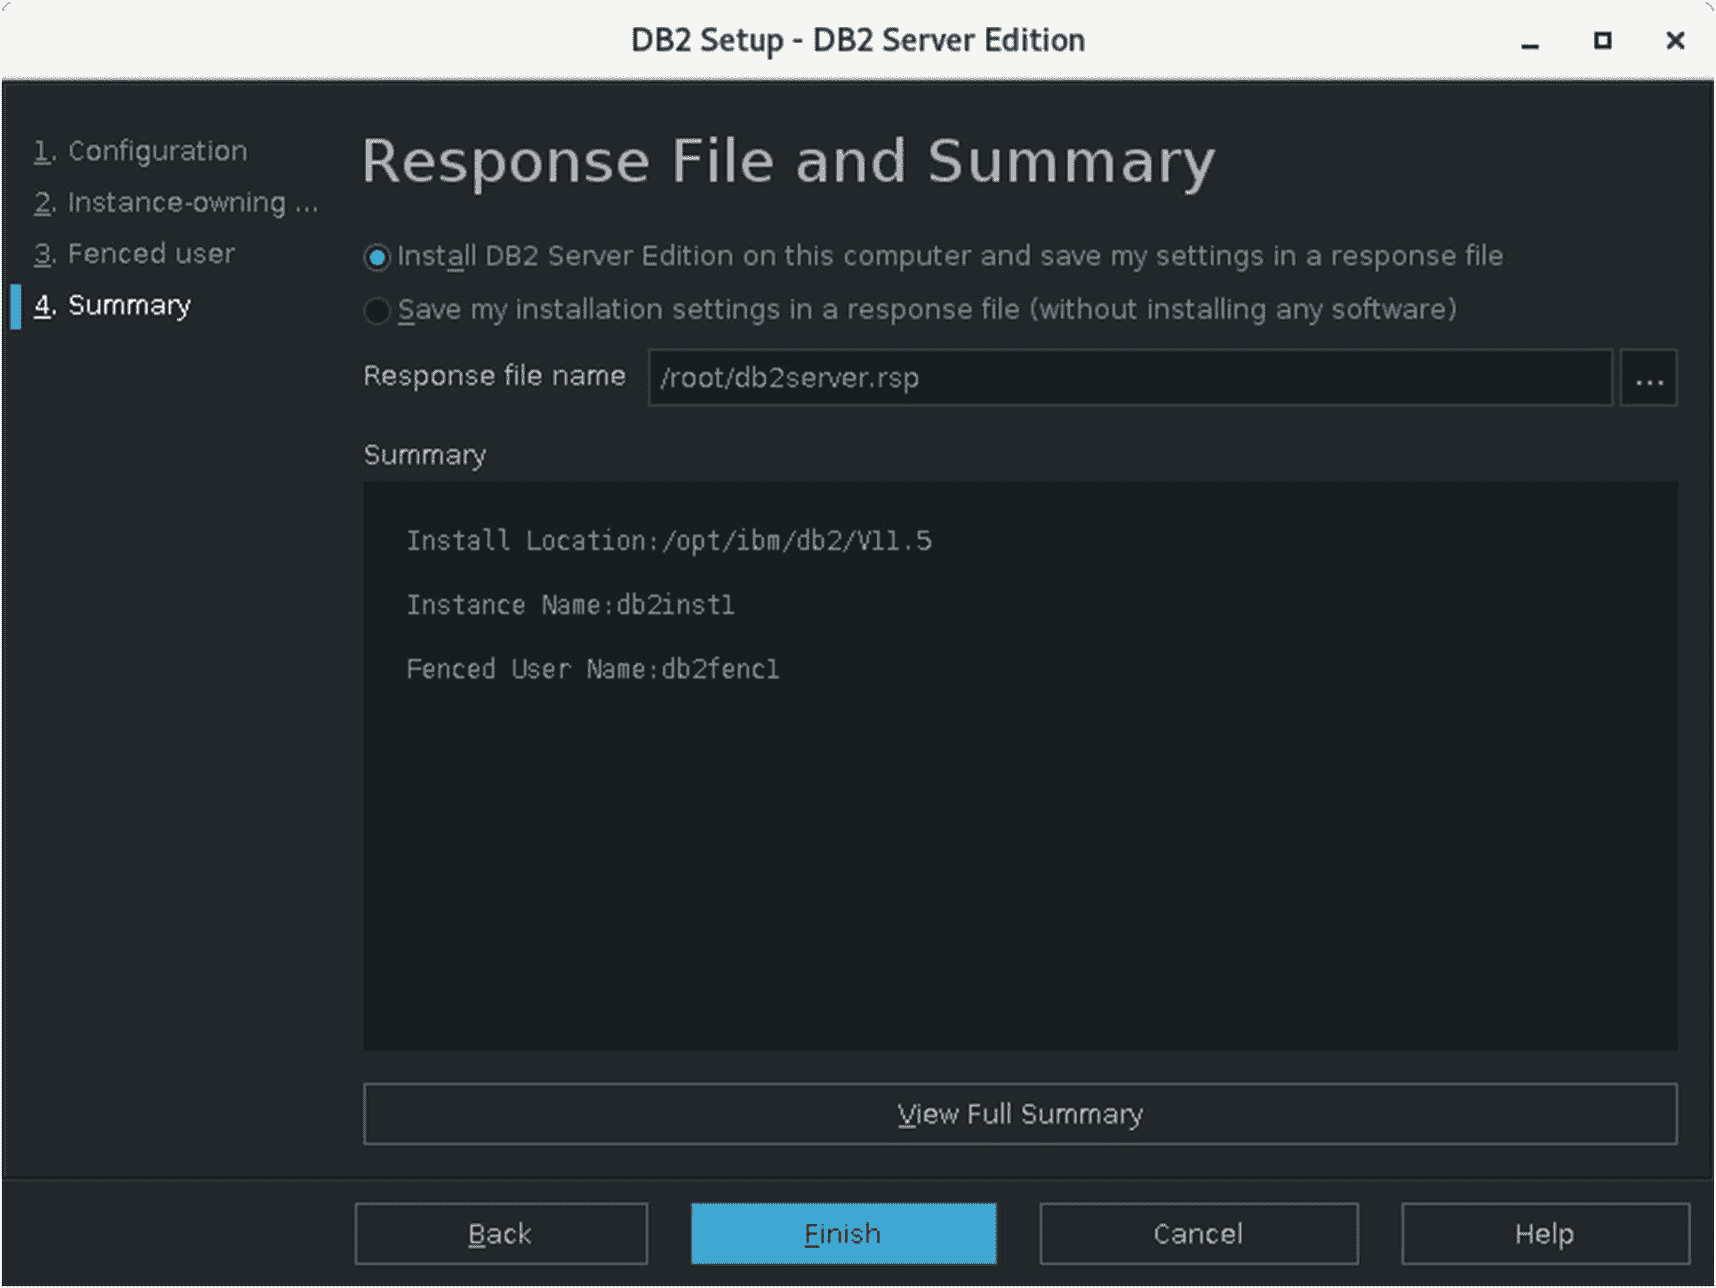 DB2 Setup - DB2 Server Edition
1. Configuration
2. Instance-owning ...
3. Fenced user
4. Summary
Response File and Summary
Install DB2 Server Edition on this computer and save my settings in a response file
Save my installation settings in a response file (without installing any software)
Response file name /root/db2server.rsp ...
Summary
Install Location:/opt/ibm/db2/V11.5
Instance Name:db2inst1
Fenced User Name:db2fenc1
View Full Summary
Back Finish Cancel Help